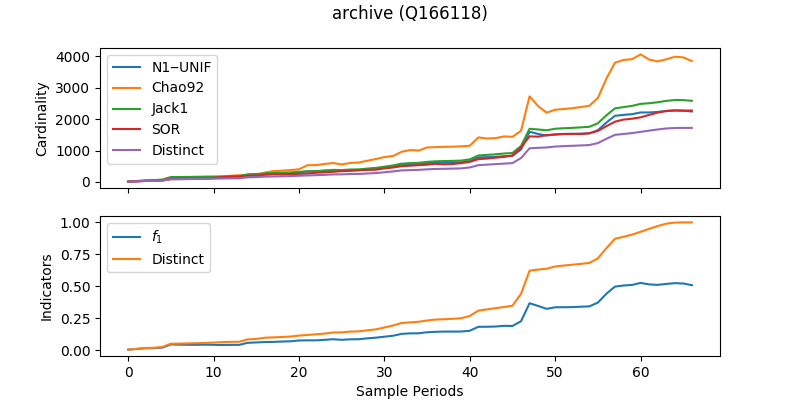 archive (Q166118)
4000
3000
2000
1000
0
Cardinality
N1−UNIF
Chao92
Jack1
SOR
Distinct
1.00
0.75
0.50
0.25
0.00
Indicators
f1
Distinct
0 10 20 30 40 50 60
Sample Periods